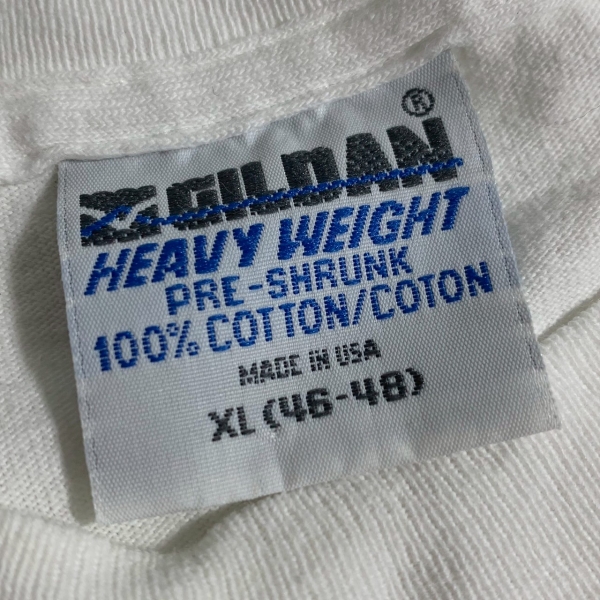 ®
GILDAN
HEAVY WEIGHT
PRE-SHRUNK
100% COTTON/COTON
MADE IN USA
XL (46-48)